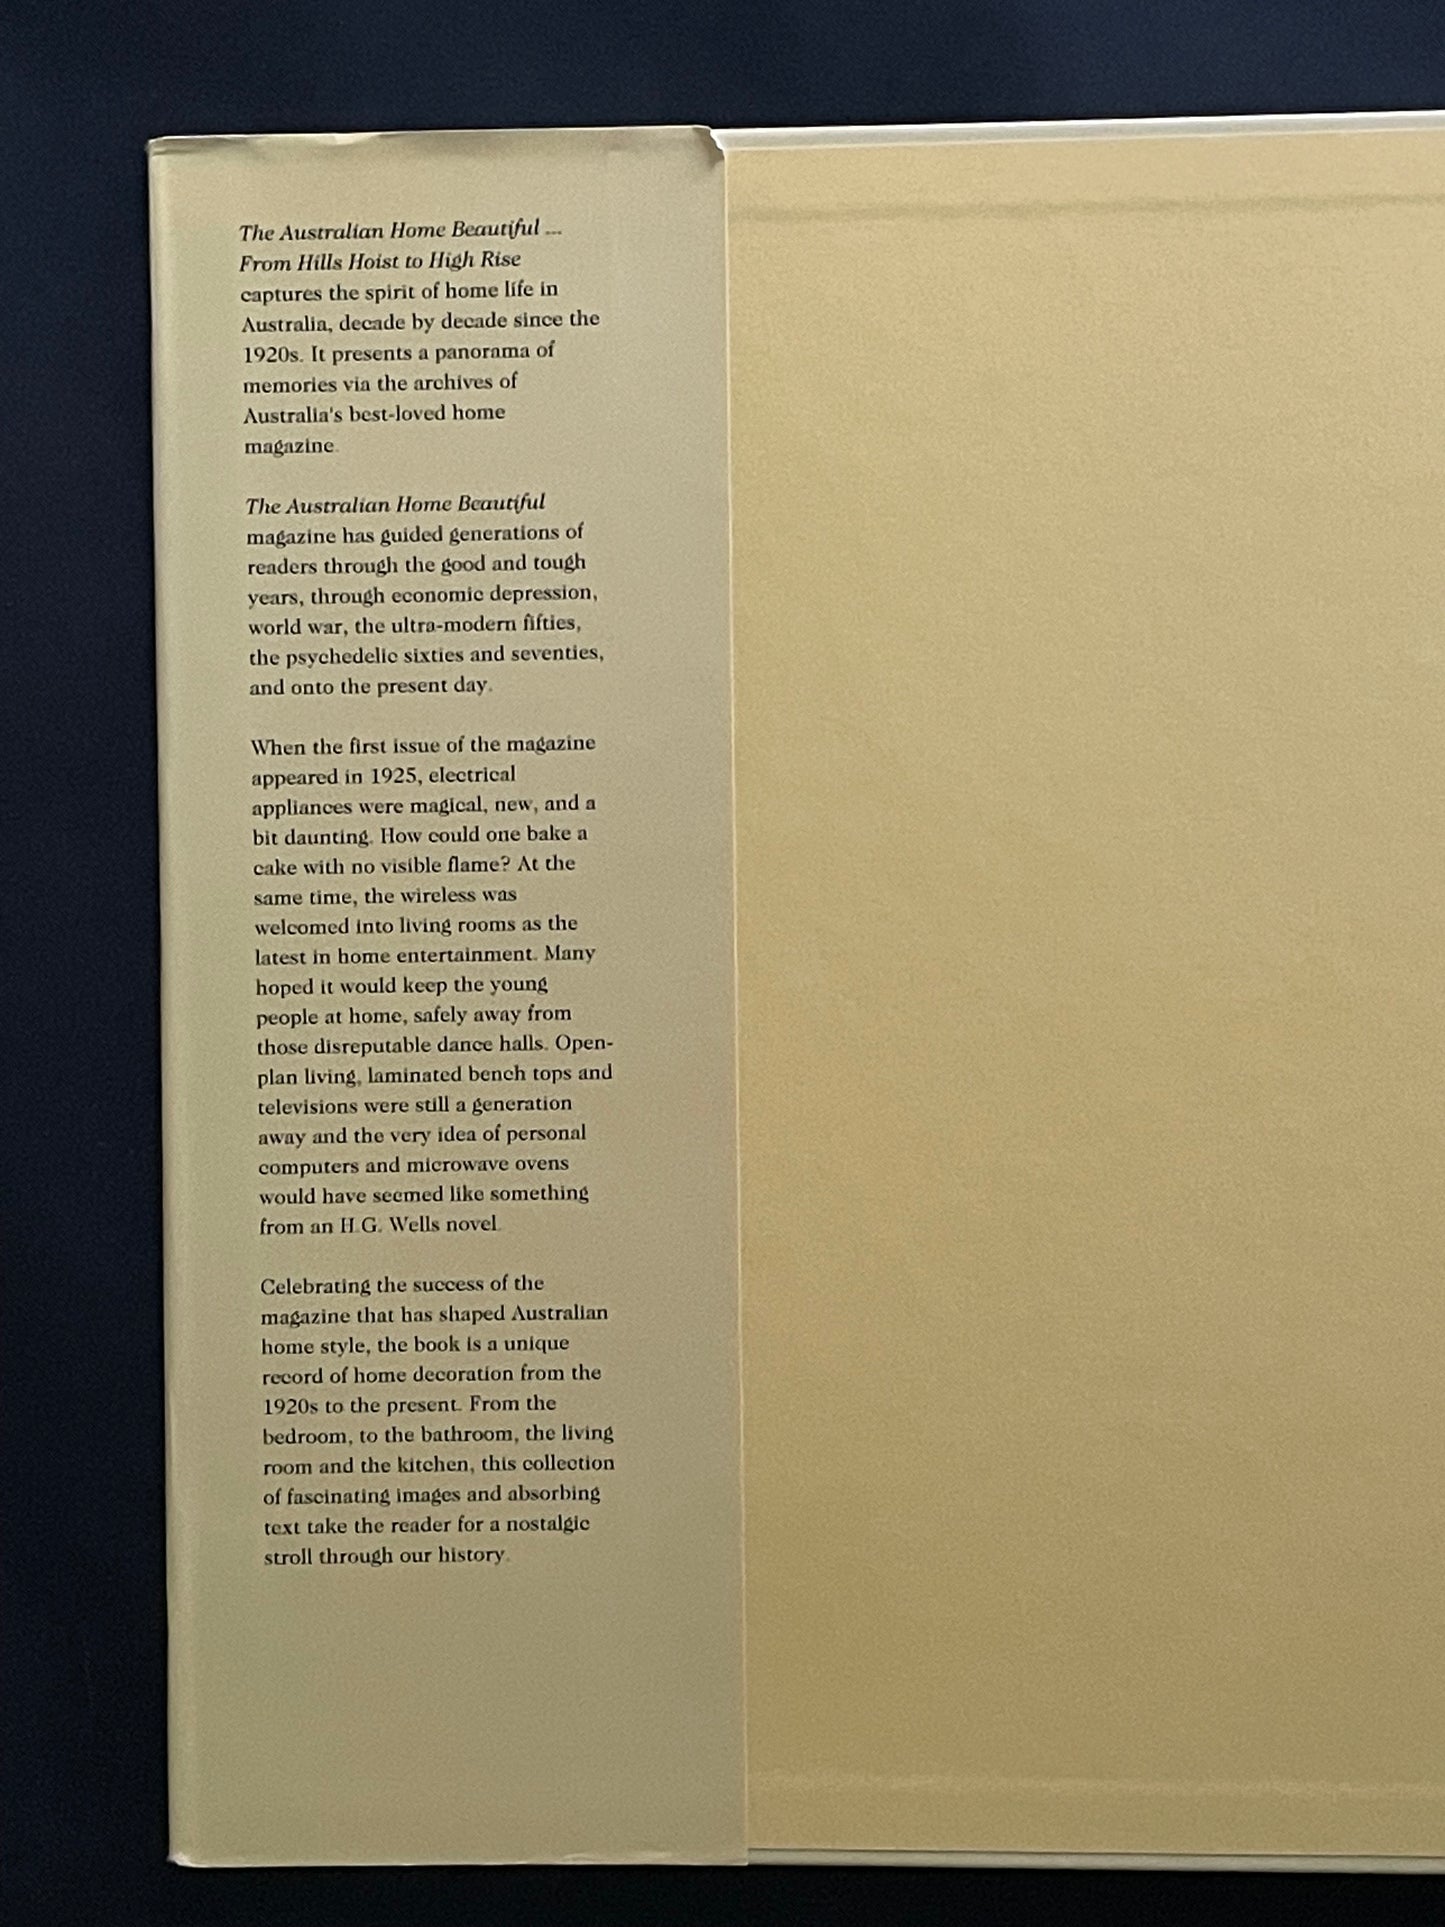 The Australian Home Beautiful ...
From Hills Hoist to High Rise
captures the spirit of home life in
Australia, decade by decade since the
1920s. It presents a panorama of
memories via the archives of
Australia's best-loved home
magazine.
The Australian Home Beautiful
magazine has guided generations of
readers through the good and tough
years, through economic depression,
world war, the ultra-modern fifties,
the psychedelic sixties and seventies,
and onto the present day.
When the first issue of the magazine
appeared in 1925, electrical
appliances were magical, new, and a
bit daunting. How could one bake a
cake with no visible flame? At the
same time, the wireless was
welcomed into living rooms as the
latest in home entertainment. Many
hoped it would keep the young
people at home, safely away from
those disreputable dance halls. Open-
plan living, laminated bench tops and
televisions were still a generation
away and the very idea of personal
computers and microwave ovens
would have seemed like something
from an H.G. Wells novel.
Celebrating the success of the
magazine that has shaped Australian
home style, the book is a unique
record of home decoration from the
1920s to the present. From the
bedroom, to the bathroom, the living
room and the kitchen, this collection
of fascinating images and absorbing
text take the reader for a nostalgic
stroll through our history.